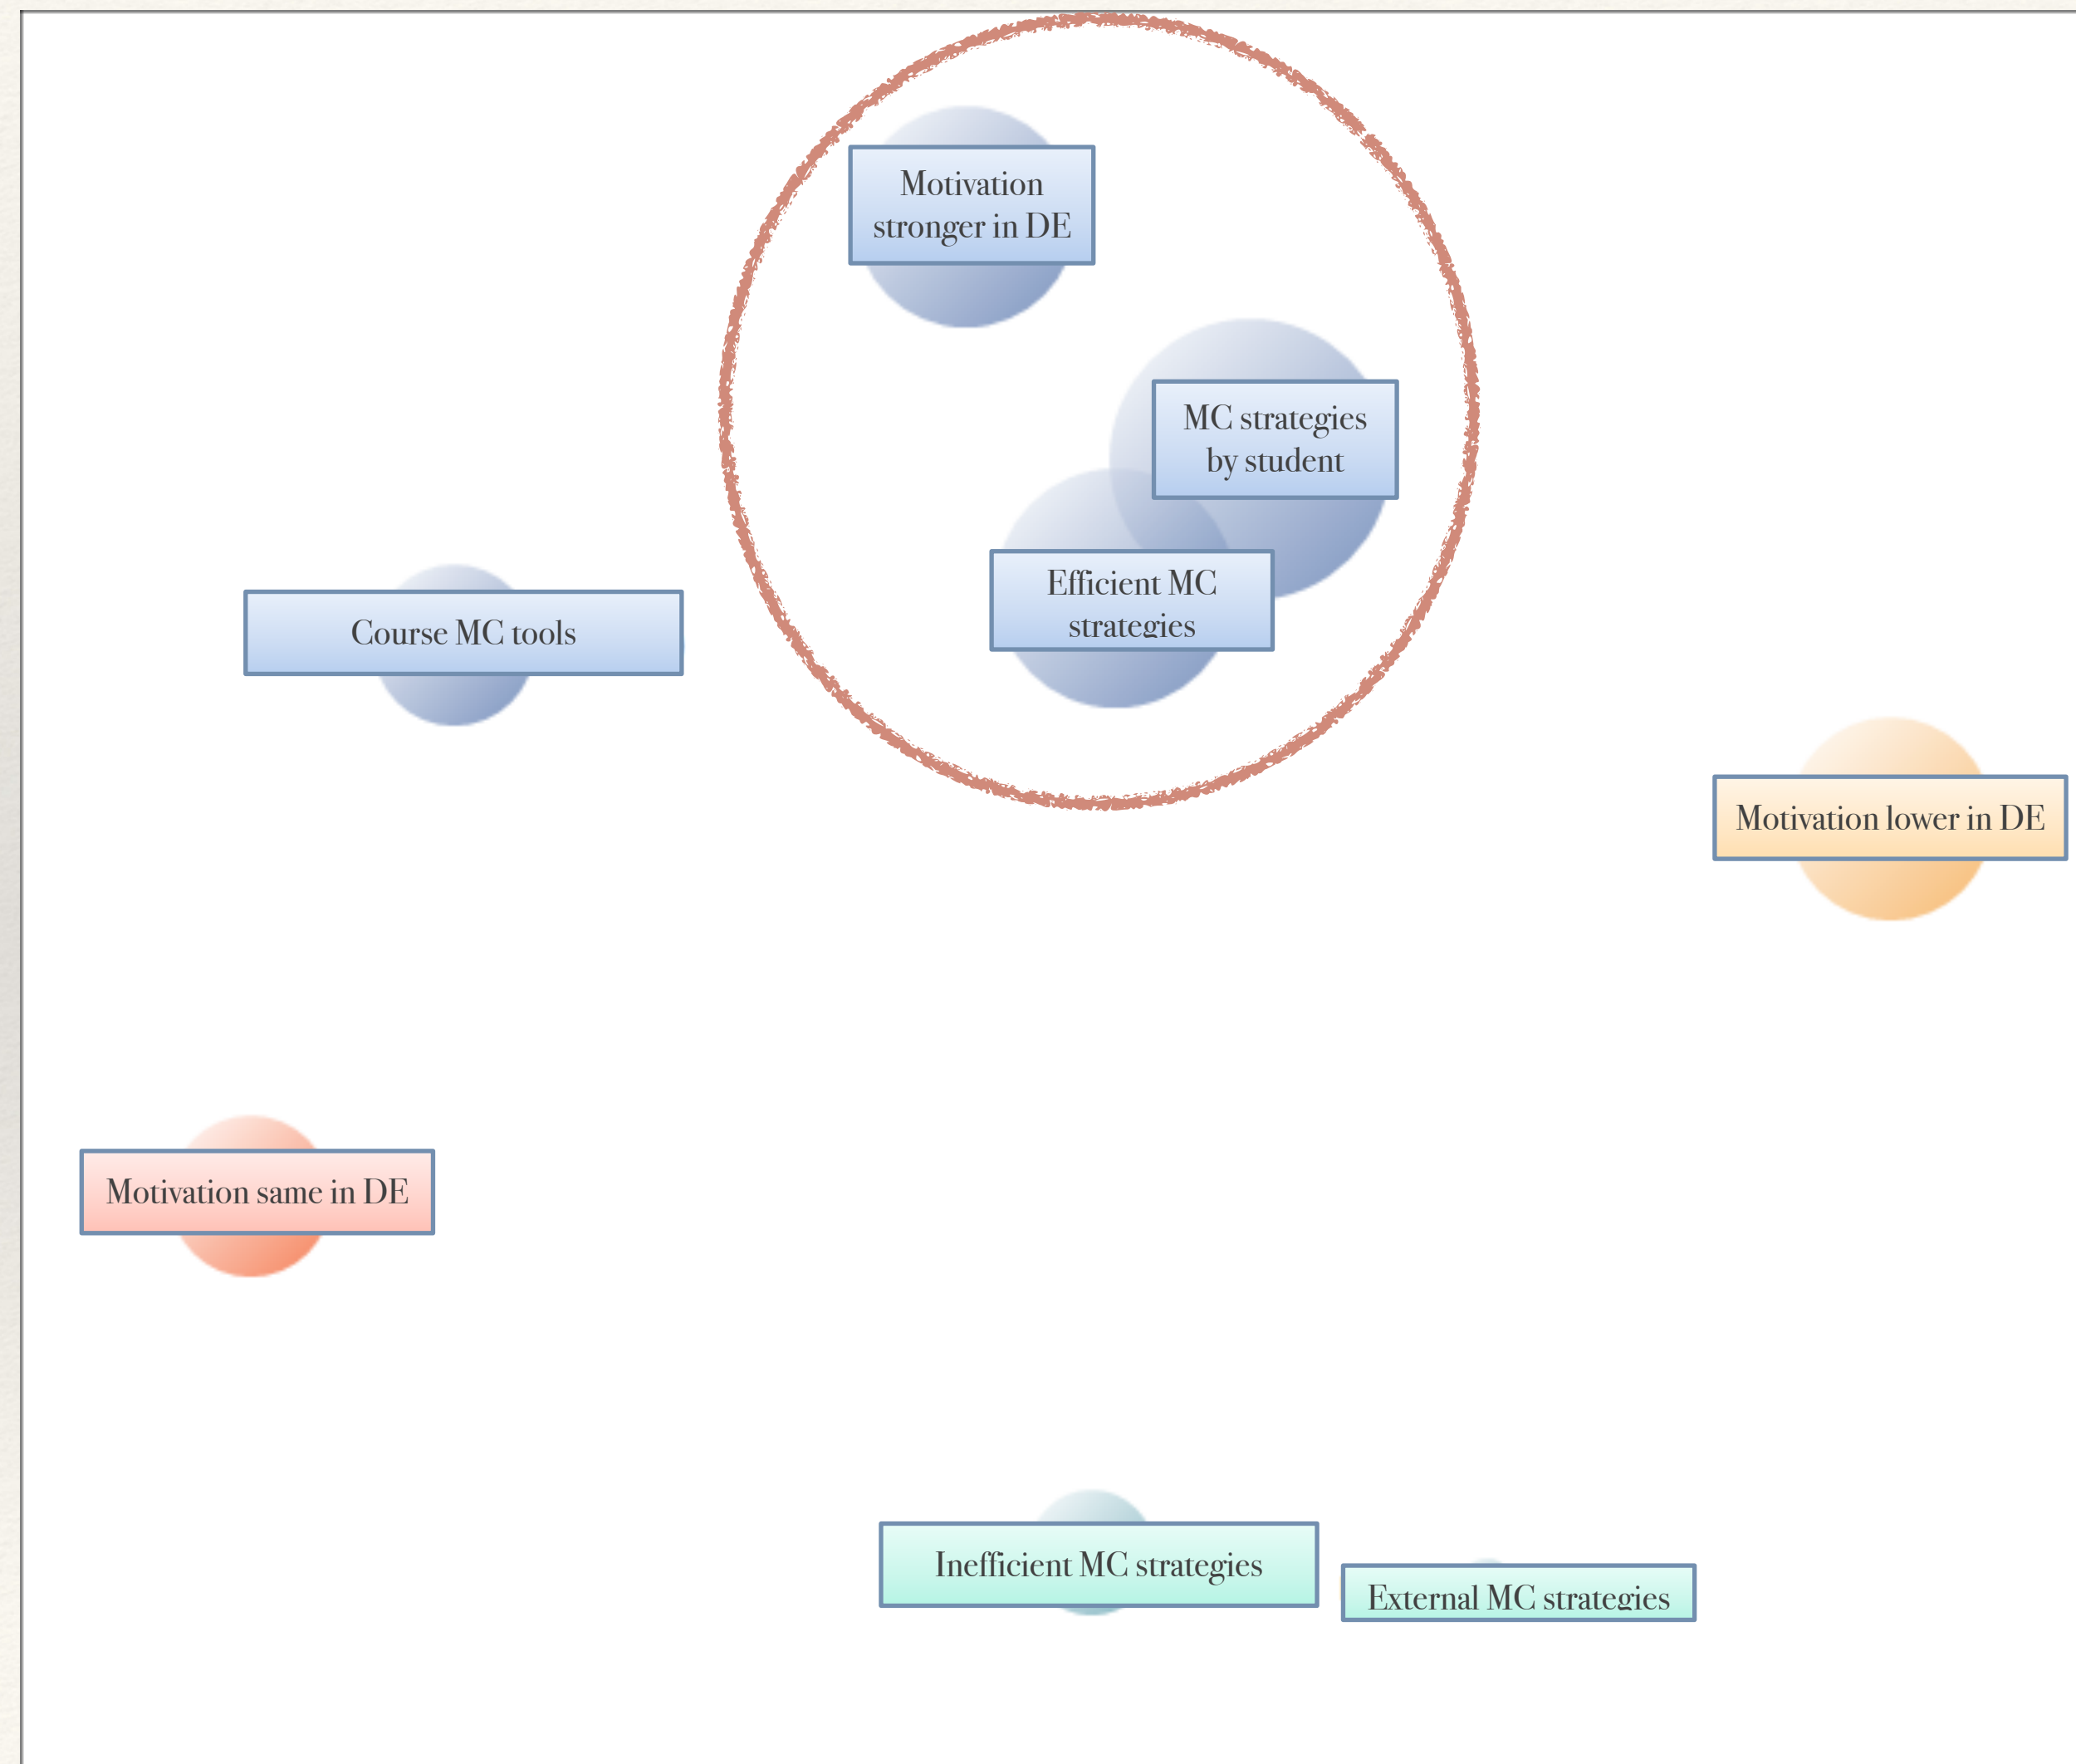 Motivation
stronger in DE
MC strategies
by student
Efficient MC
strategies
Course MC tools
Motivation lower in DE
Motivation same in DE
Inefficient MC strategies
External MC strategies